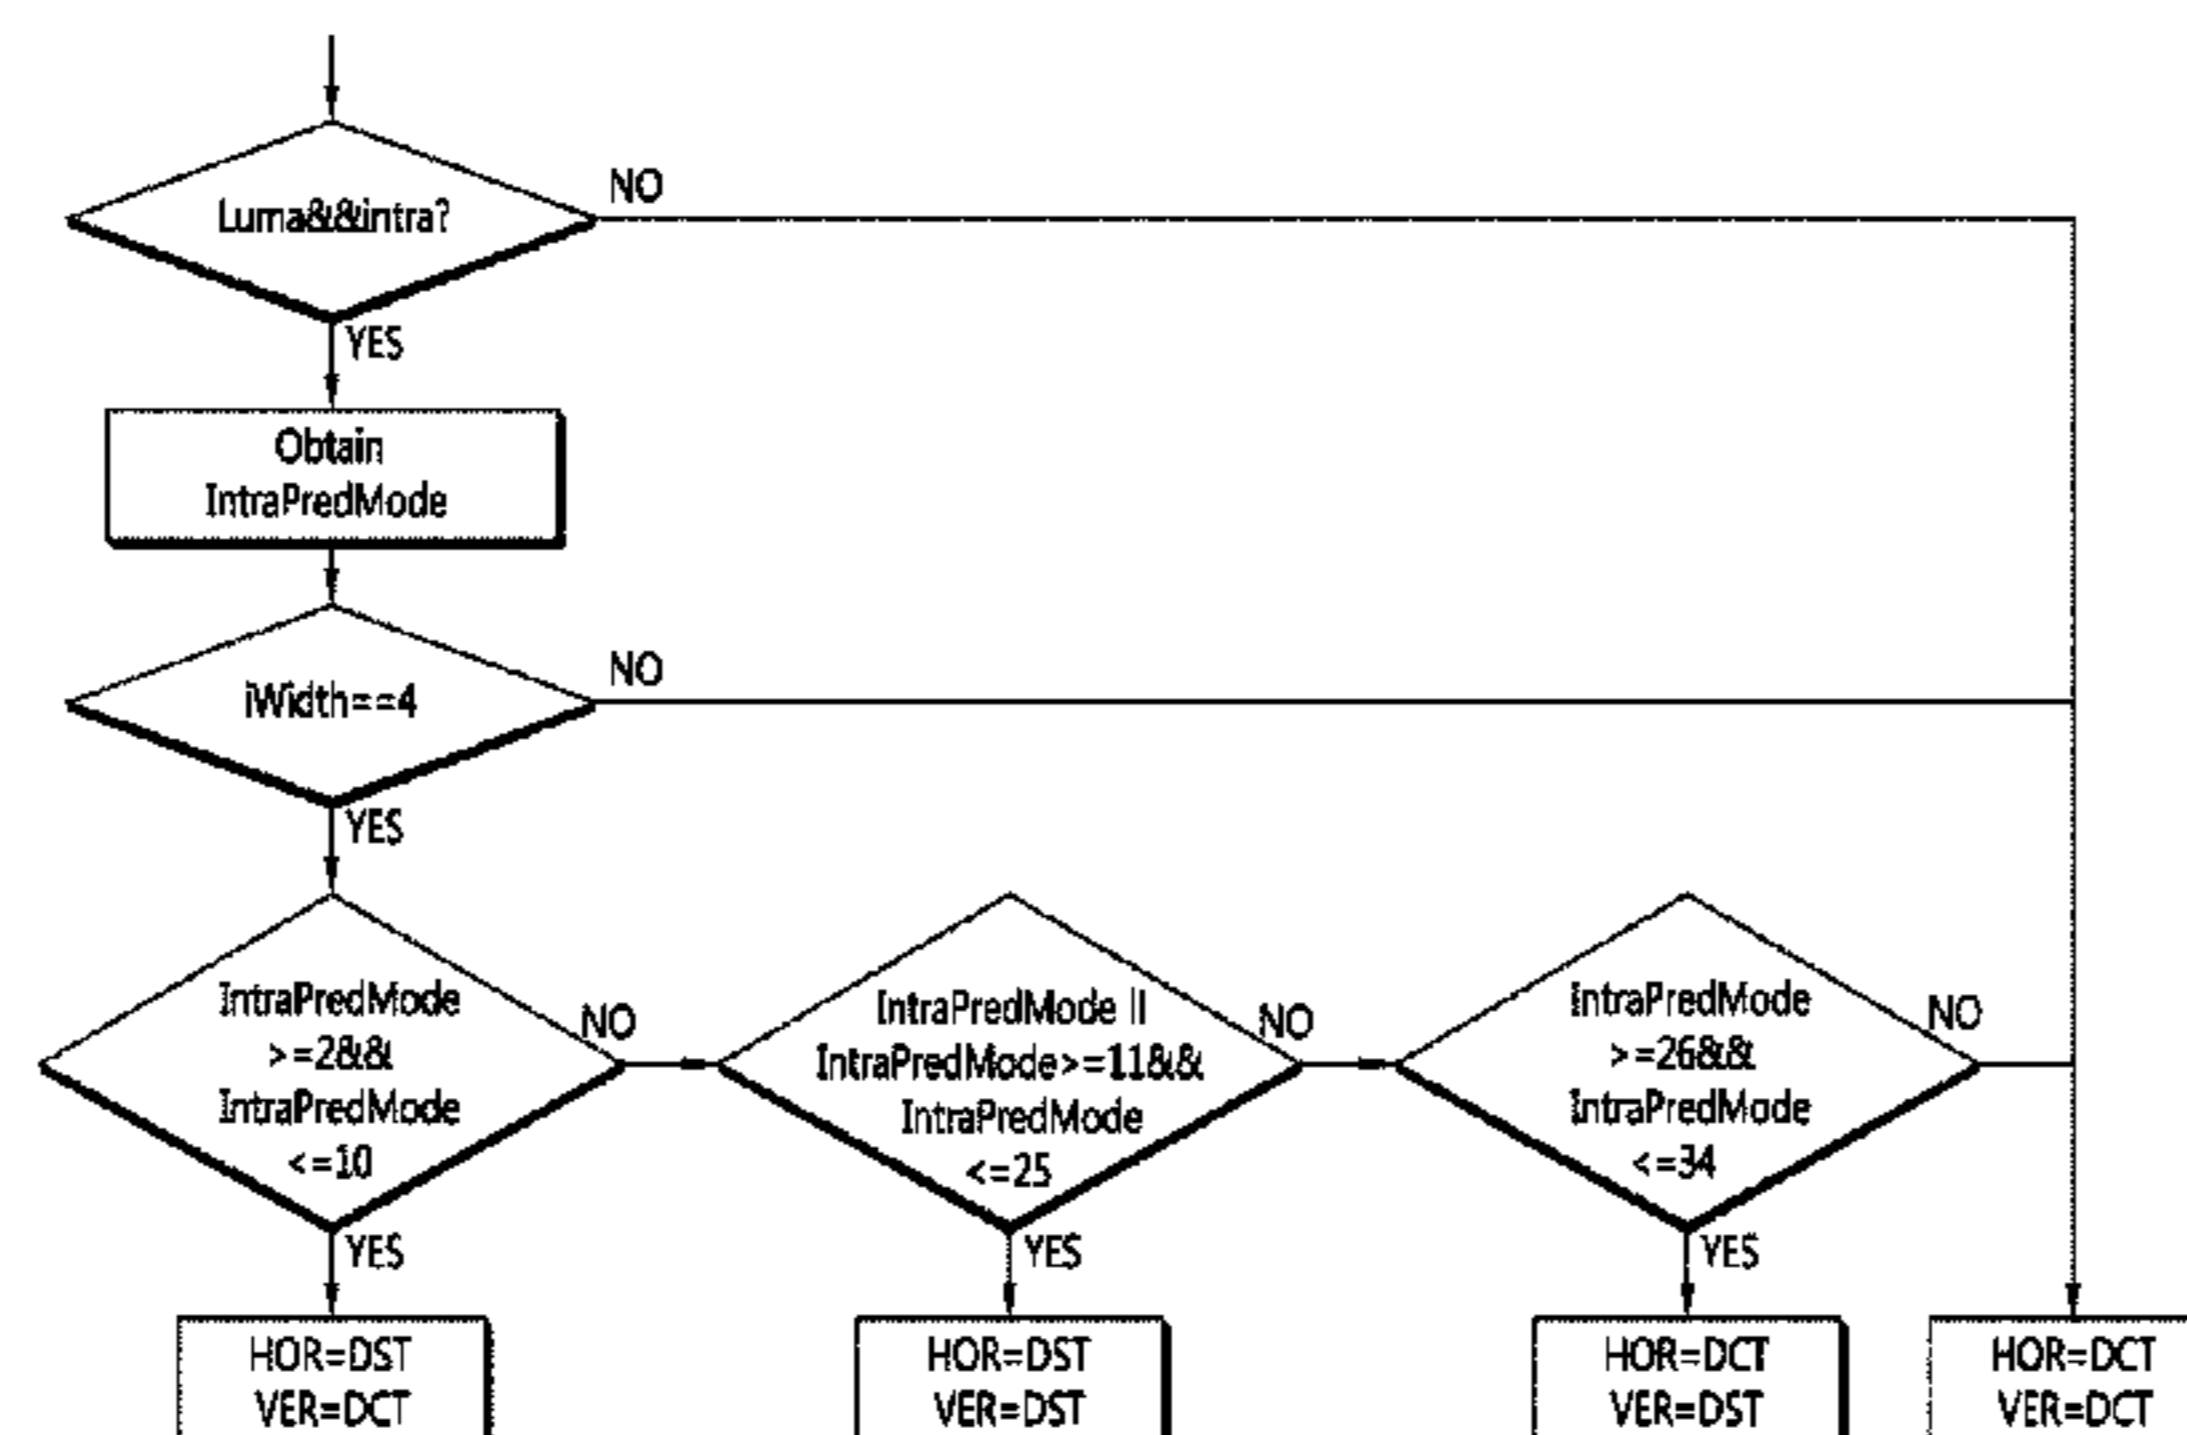 Luma&&intra?
NO
YES
Obtain
IntraPredMode
iWidth==4
NO
YES
IntraPredMode
>=2&&
IntraPredMode
<=10
NO
YES
IntraPredMode II
IntraPredMode>=11&&
IntraPredMode
<=25
NO
YES
IntraPredMode
>=26&&
IntraPredMode
<=34
NO
YES
HOR=DST
VER=DCT
HOR=DST
VER=DST
HOR=DCT
VER=DST
HOR=DCT
VER=DCT